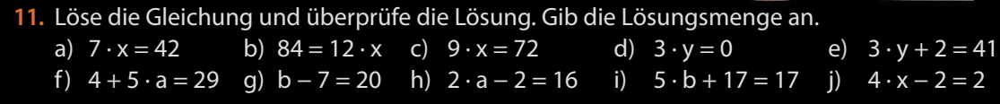 11. Löse die Gleichung und überprüfe die Lösung. Gib die Lösungsmenge an.
a) 7 · x = 42 b) 84 = 12 · x c) 9 · x = 72 d) 3 · y = 0 e) 3 · y + 2 = 41
f) 4 + 5 · a = 29 g) b – 7 = 20 h) 2 · a – 2 = 16 i) 5 · b + 17 = 17 j) 4 · x – 2 = 2